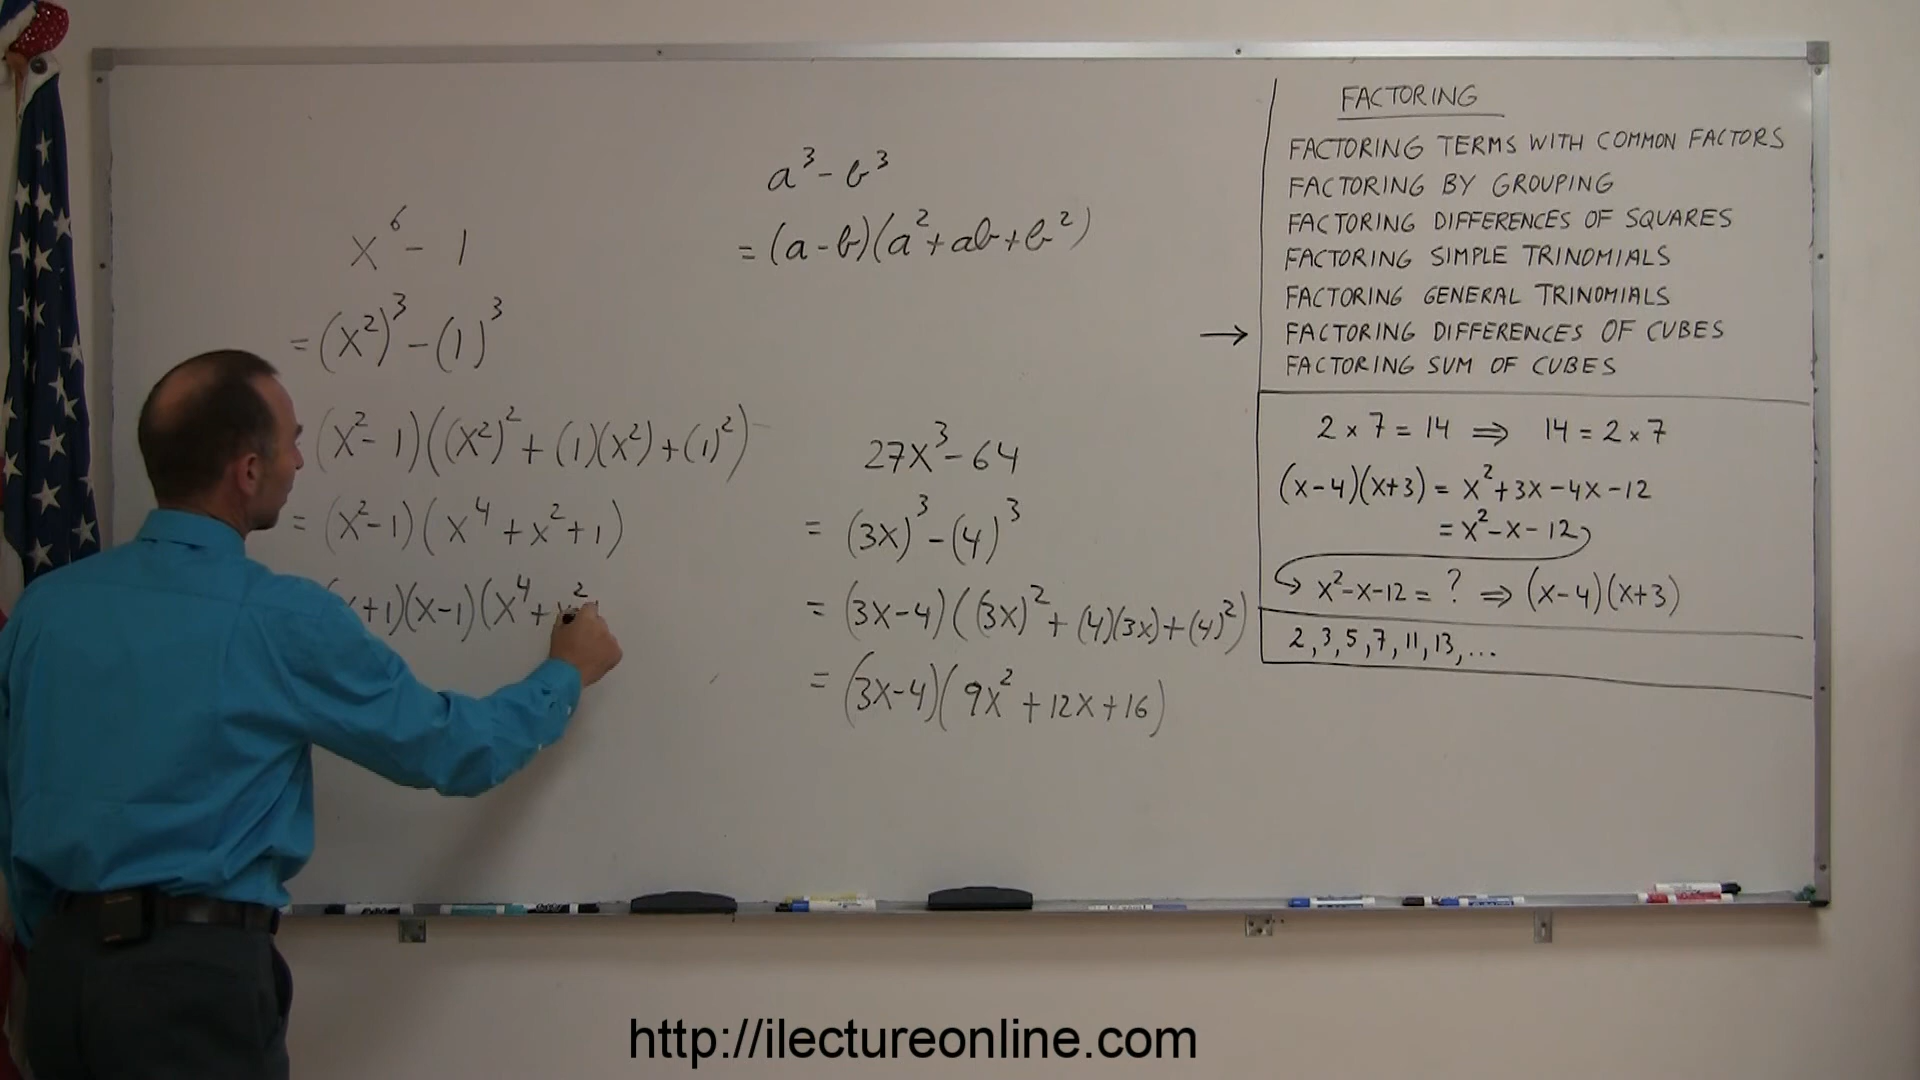 x⁶ - 1
= (x²)³ - (1)³
(x² - 1)((x²)² + (1)(x²) + (1)²)
= (x² - 1)(x⁴ + x² + 1)
x+1)(x-1)(x⁴ + x²
a³ - b³
= (a - b)(a² + ab + b²)
27x³ - 64
= (3x)³ - (4)³
= (3x - 4)((3x)² + (4)(3x) + (4)²)
= (3x - 4)(9x² + 12x + 16)
FACTORING
FACTORING TERMS WITH COMMON FACTORS
FACTORING BY GROUPING
FACTORING DIFFERENCES OF SQUARES
FACTORING SIMPLE TRINOMIALS
FACTORING GENERAL TRINOMIALS
→ FACTORING DIFFERENCES OF CUBES
FACTORING SUM OF CUBES
2 × 7 = 14 ⇒ 14 = 2 × 7
(x-4)(x+3) = x² + 3x - 4x - 12
= x² - x - 12
x² - x - 12 = ? ⇒ (x-4)(x+3)
2, 3, 5, 7, 11, 13, ...
http://ilectureonline.com